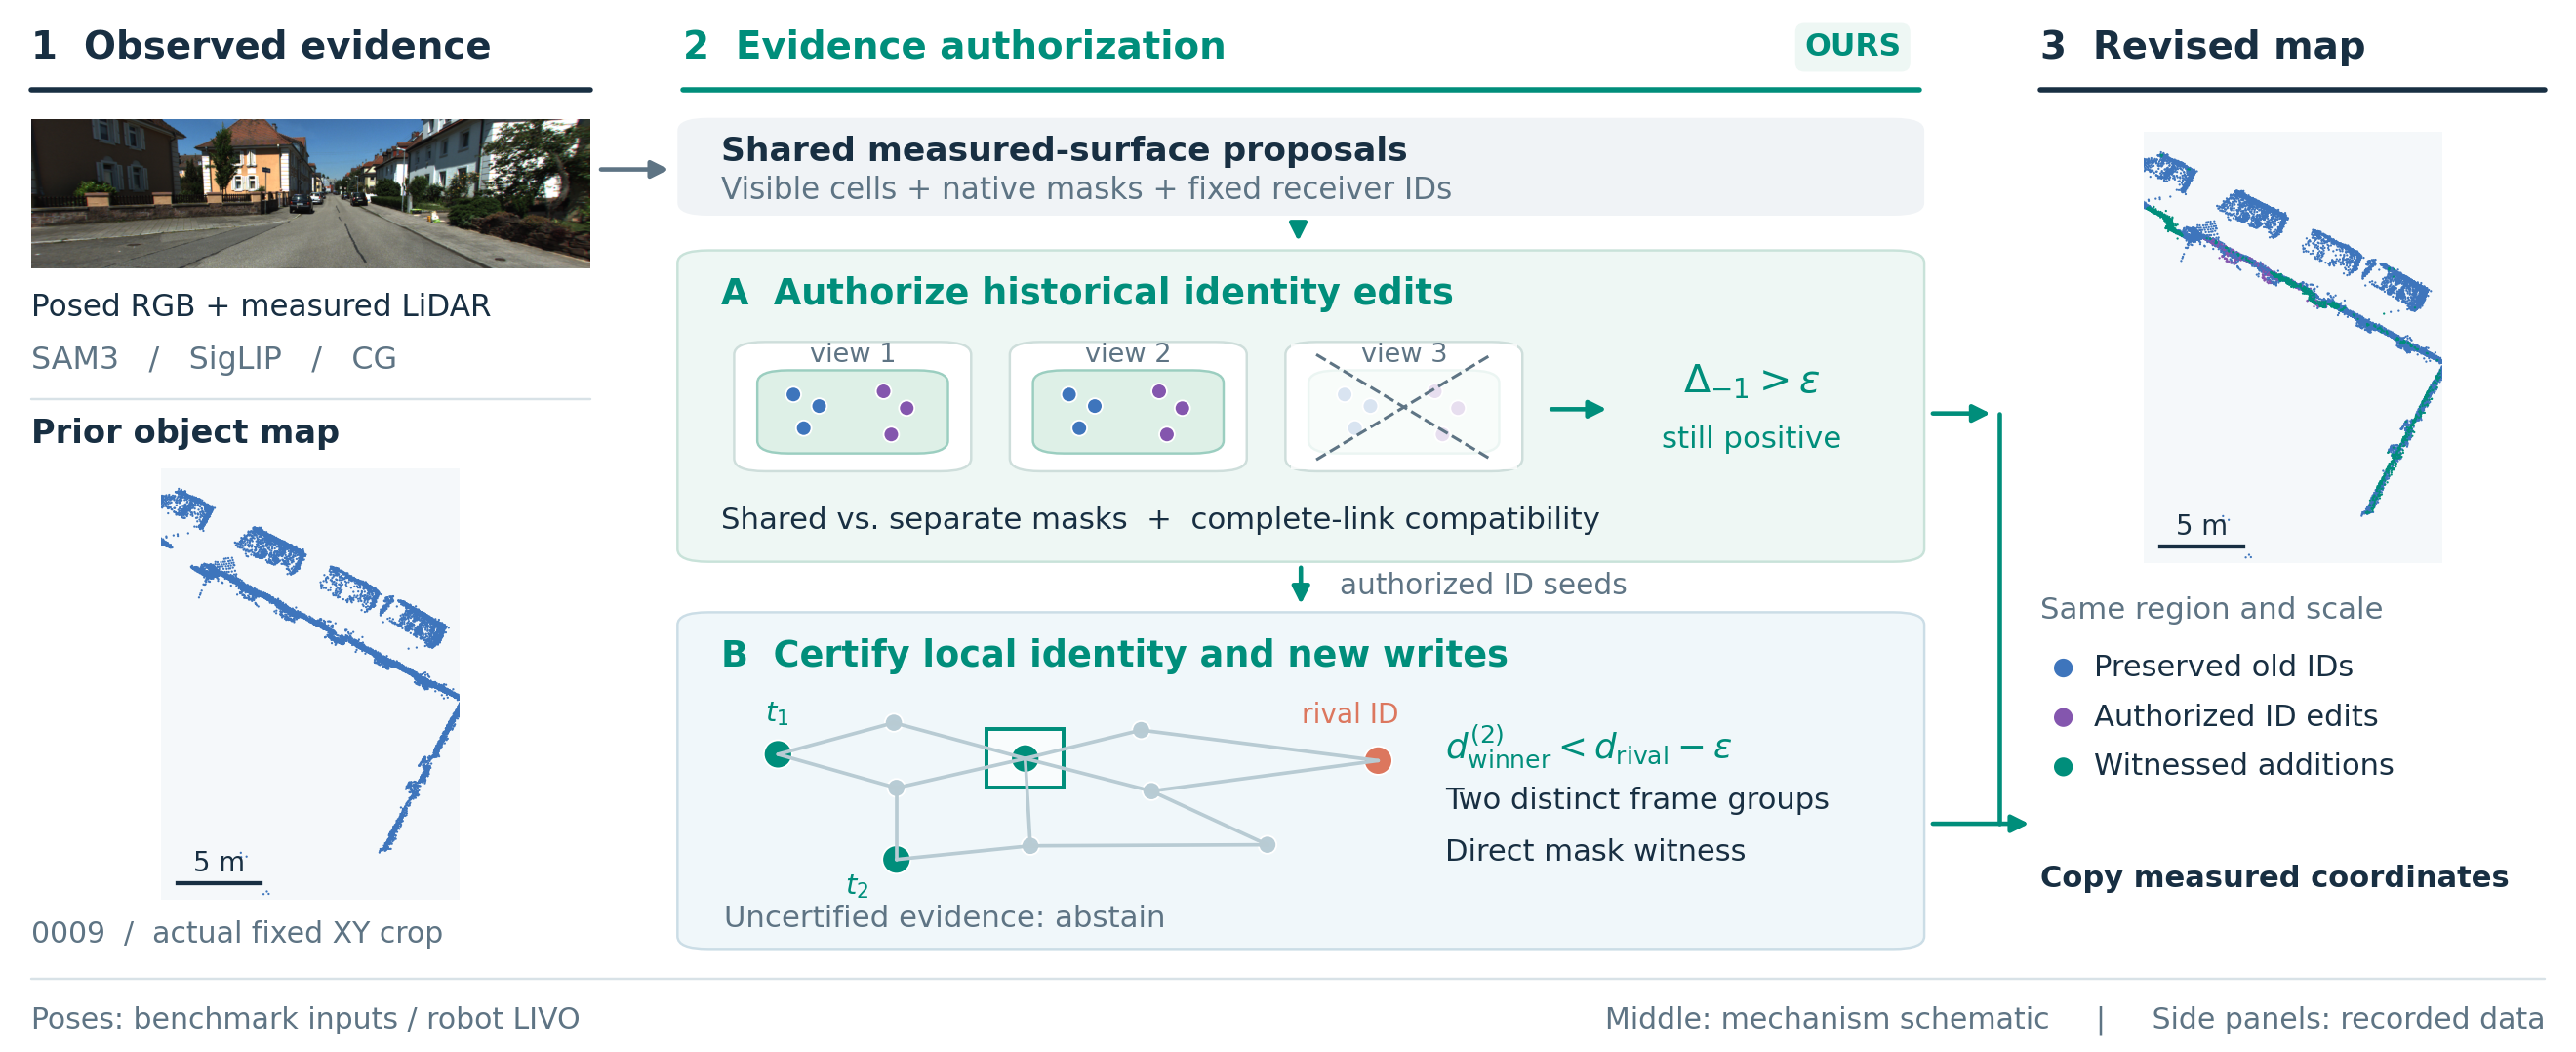 1 Observed evidence
Posed RGB + measured LiDAR
SAM3 / SigLIP / CG
Prior object map
5 m
0009 / actual fixed XY crop
2 Evidence authorization
OURS
Shared measured-surface proposals
Visible cells + native masks + fixed receiver IDs
A Authorize historical identity edits
view 1
view 2
view 3
Δ₋₁ > ε
still positive
Shared vs. separate masks + complete-link compatibility
authorized ID seeds
B Certify local identity and new writes
t₁
rival ID
t₂
d_winner^(2) < d_rival − ε
Two distinct frame groups
Direct mask witness
Uncertified evidence: abstain
3 Revised map
5 m
Same region and scale
Preserved old IDs
Authorized ID edits
Witnessed additions
Copy measured coordinates
Poses: benchmark inputs / robot LIVO
Middle: mechanism schematic | Side panels: recorded data